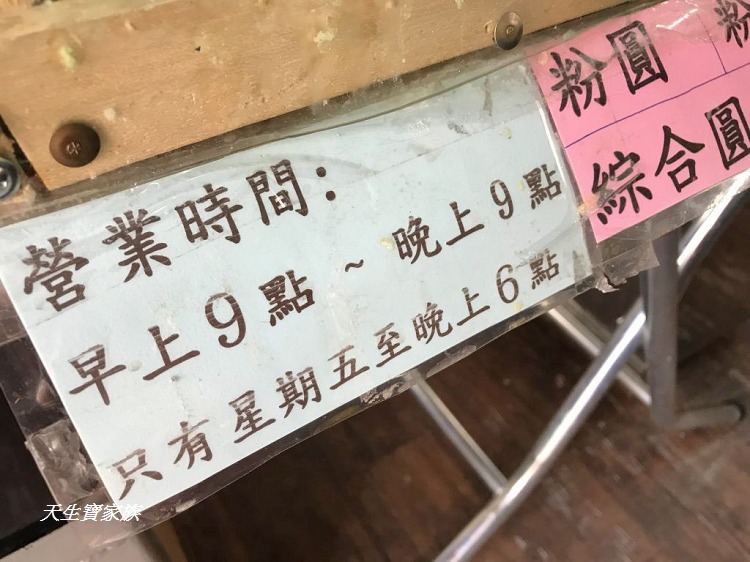 營業時間:
早上9點~晚上9點
只有星期五至晚上6點
粉圓
綜合圓
天生寶家族